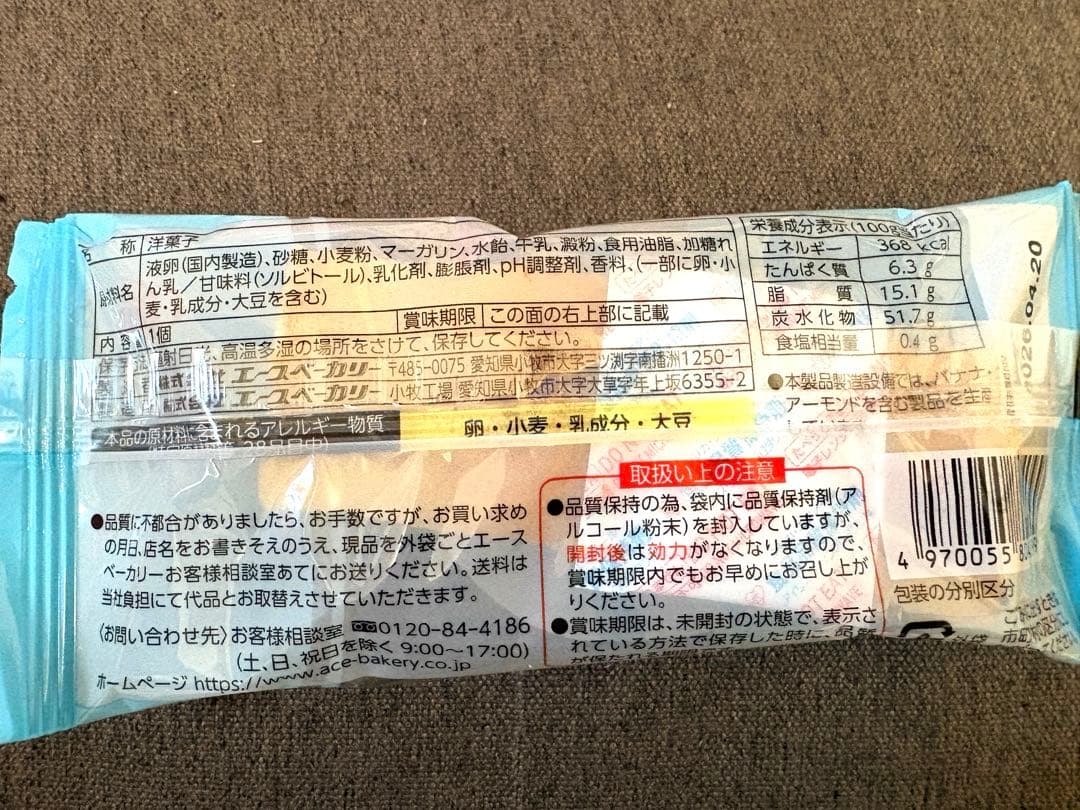 称 洋菓子
原材料名 液卵(国内製造)、砂糖、小麦粉、マーガリン、水飴、牛乳、澱粉、食用油脂、加糖れ
ん乳/甘味料(ソルビトール)、乳化剤、膨脹剤、pH調整剤、香料、(一部に卵・小
麦・乳成分・大豆を含む)
内容 1個 賞味期限 この面の右上部に記載
直射日光、高温多湿の場所をさけて、保存してください。
エースベーカリー 〒485-0075 愛知県小牧市大字三ツ渕字南播洲1250-1
エースベーカリー 小牧工場 愛知県小牧市大字大草字年上坂6355-2
本品の原材料に含まれるアレルギー物質 卵・小麦・乳成分・大豆
栄養成分表示(100g当たり)
エネルギー 368 kcal
たんぱく質 6.3 g
脂質 15.1 g
炭水化物 51.7 g
食塩相当量 0.4 g
●本製品製造設備では、バナナ・
アーモンドを含む製品を生産
しています
2026.04.20
●品質に不都合がありましたら、お手数ですが、お買い求め
の月日、店名をお書きそえのうえ、現品を外袋ごとエース
ベーカリーお客様相談室あてにお送りください。送料は
当社負担にて代品とお取替えさせていただきます。
〈お問い合わせ先〉お客様相談室 0120-84-4186
(土、日、祝日を除く 9:00~17:00)
ホームページ https://www.ace-bakery.co.jp
取扱い上の注意
●品質保持の為、袋内に品質保持剤(ア
ルコール粉末)を封入していますが、
開封後は効力がなくなりますので、
賞味期限内でもお早めにお召し上が
りください。
●賞味期限は、未開封の状態で、表示さ
れている方法で保存した時に、品質
が保たれる
4 970055
包装の分別区分